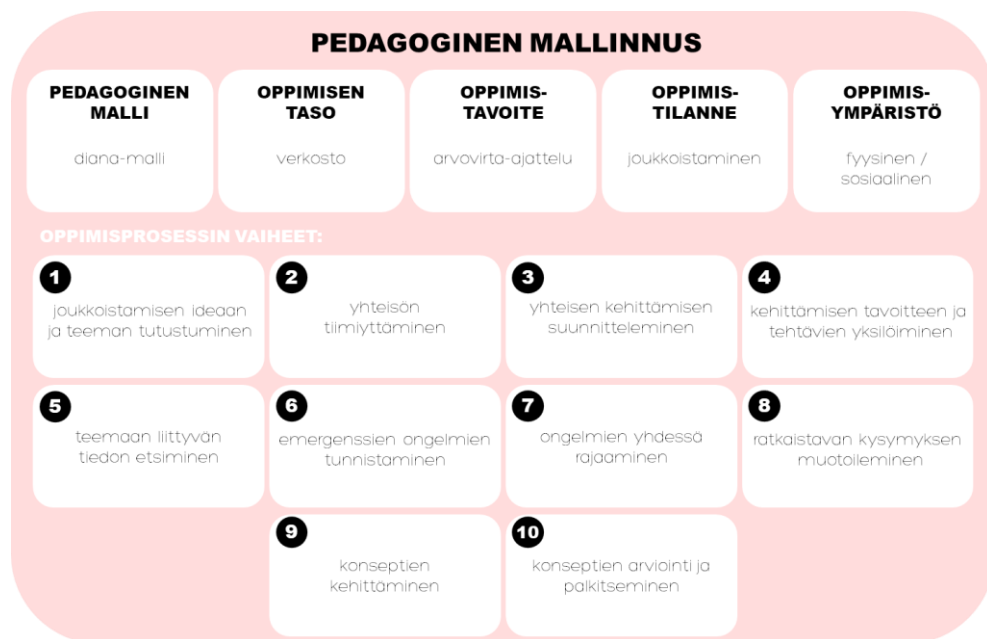 PEDAGOGINEN MALLINNUS
PEDAGOGINEN
MALLI
diana-malli
OPPIMISEN
TASO
verkosto
OPPIMIS-
TAVOITE
arvovirta-ajattelu
OPPIMIS-
TILANNE
joukkoistaminen
OPPIMIS-
YMPÄRISTÖ
fyysinen /
sosiaalinen
OPPIMISPROSESSIN VAIHEET:
1
joukkoistamisen ideaan
ja teeman tutustuminen
2
yhteisön
tiimiyttäminen
3
yhteisen kehittämisen
suunnitteleminen
4
kehittämisen tavoitteen ja
tehtävien yksilöiminen
5
teemaan liittyvän
tiedon etsiminen
6
emergenssien ongelmien
tunnistaminen
7
ongelmien yhdessä
rajaaminen
8
ratkaistavan kysymyksen
muotoileminen
9
konseptien
kehittäminen
10
konseptien arviointi ja
palkitseminen